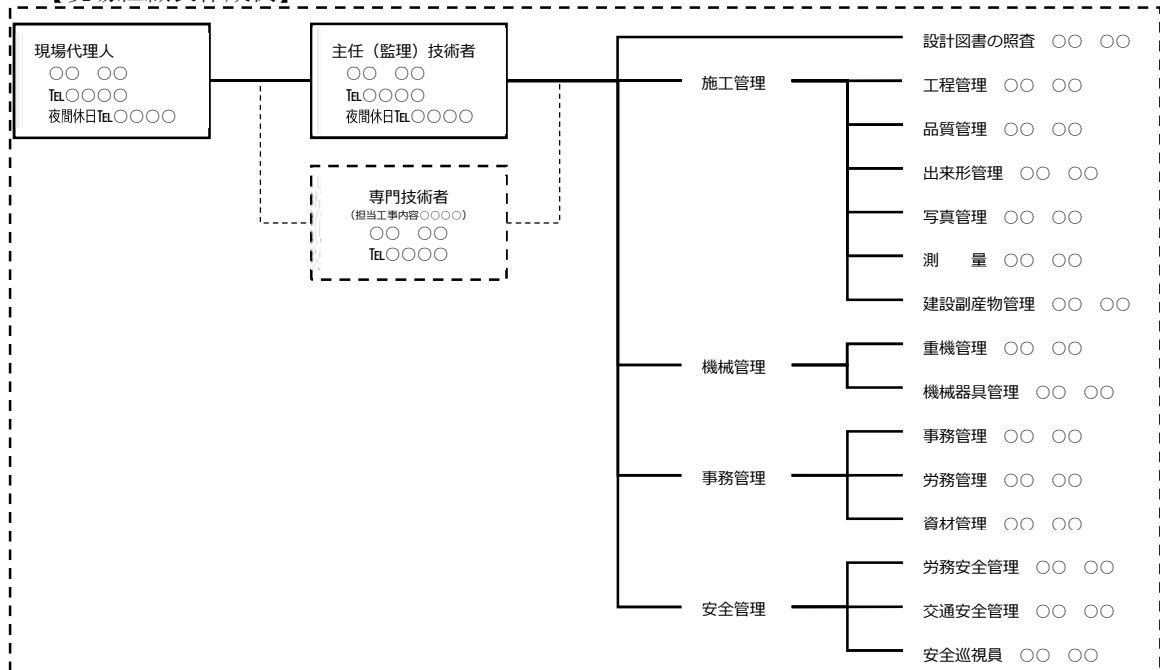 現場代理人
○○　○○
℡○○○○
夜間休日℡○○○○
主任（監理）技術者
○○　○○
℡○○○○
夜間休日℡○○○○
専門技術者
（担当工事内容○○○○）
○○　○○
℡○○○○
設計図書の照査　○○　○○
施工管理
工程管理　○○　○○
品質管理　○○　○○
出来形管理　○○　○○
写真管理　○○　○○
測　　量　○○　○○
建設副産物管理　○○　○○
機械管理
重機管理　○○　○○
機械器具管理　○○　○○
事務管理
事務管理　○○　○○
労務管理　○○　○○
資材管理　○○　○○
安全管理
労務安全管理　○○　○○
交通安全管理　○○　○○
安全巡視員　○○　○○